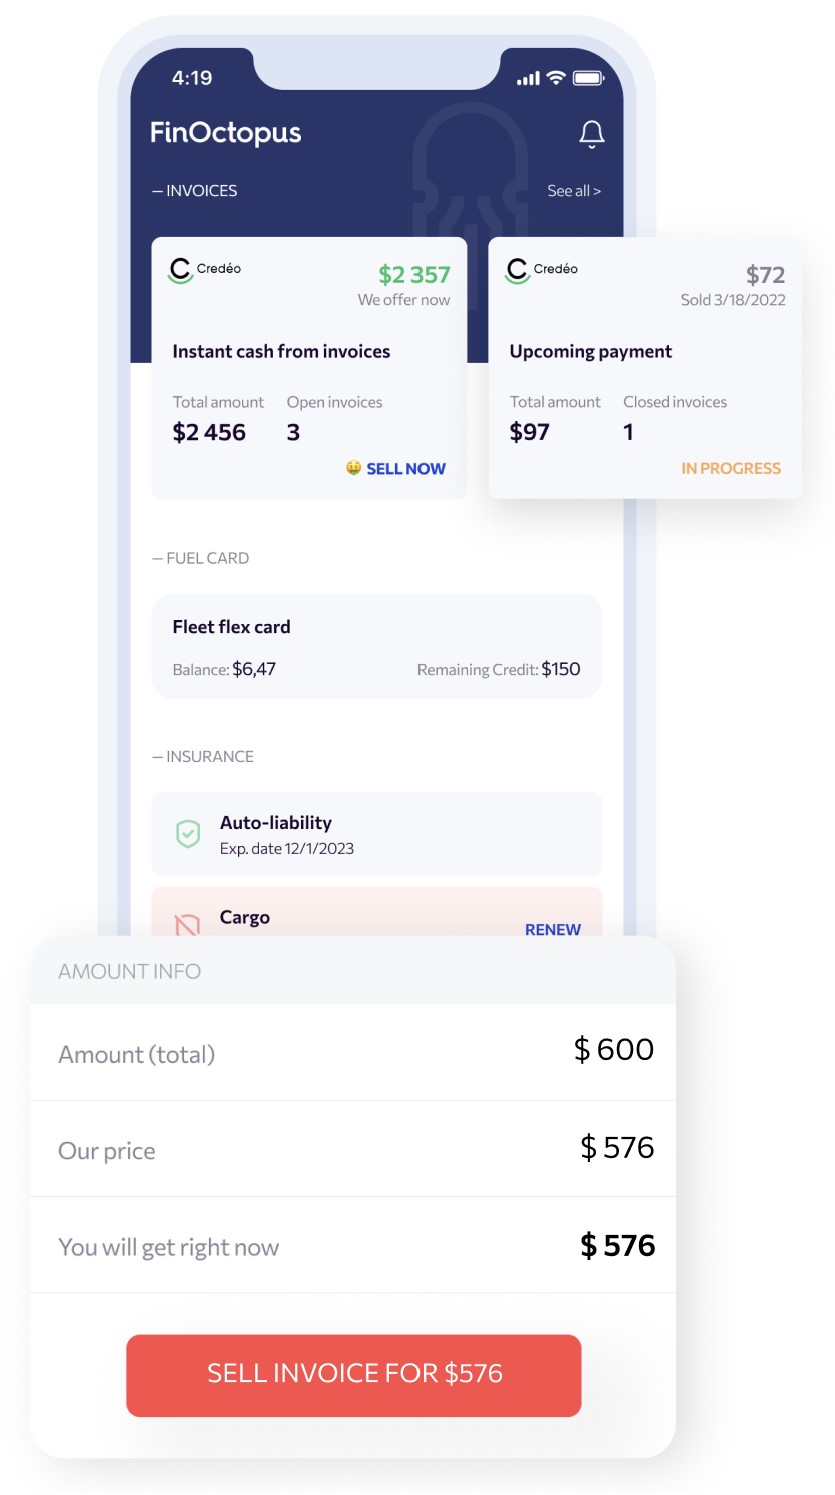 4:19
FinOctopus
– INVOICES
See all >
Credéo
$2 357
We offer now
Instant cash from invoices
Total amount
Open invoices
$2 456
3
🤑 SELL NOW
Credéo
$72
Sold 3/18/2022
Upcoming payment
Total amount
Closed invoices
$97
1
IN PROGRESS
– FUEL CARD
Fleet flex card
Balance: $6,47
Remaining Credit: $150
– INSURANCE
Auto-liability
Exp. date 12/1/2023
Cargo
RENEW
AMOUNT INFO
Amount (total)
$ 600
Our price
$ 576
You will get right now
$ 576
SELL INVOICE FOR $576